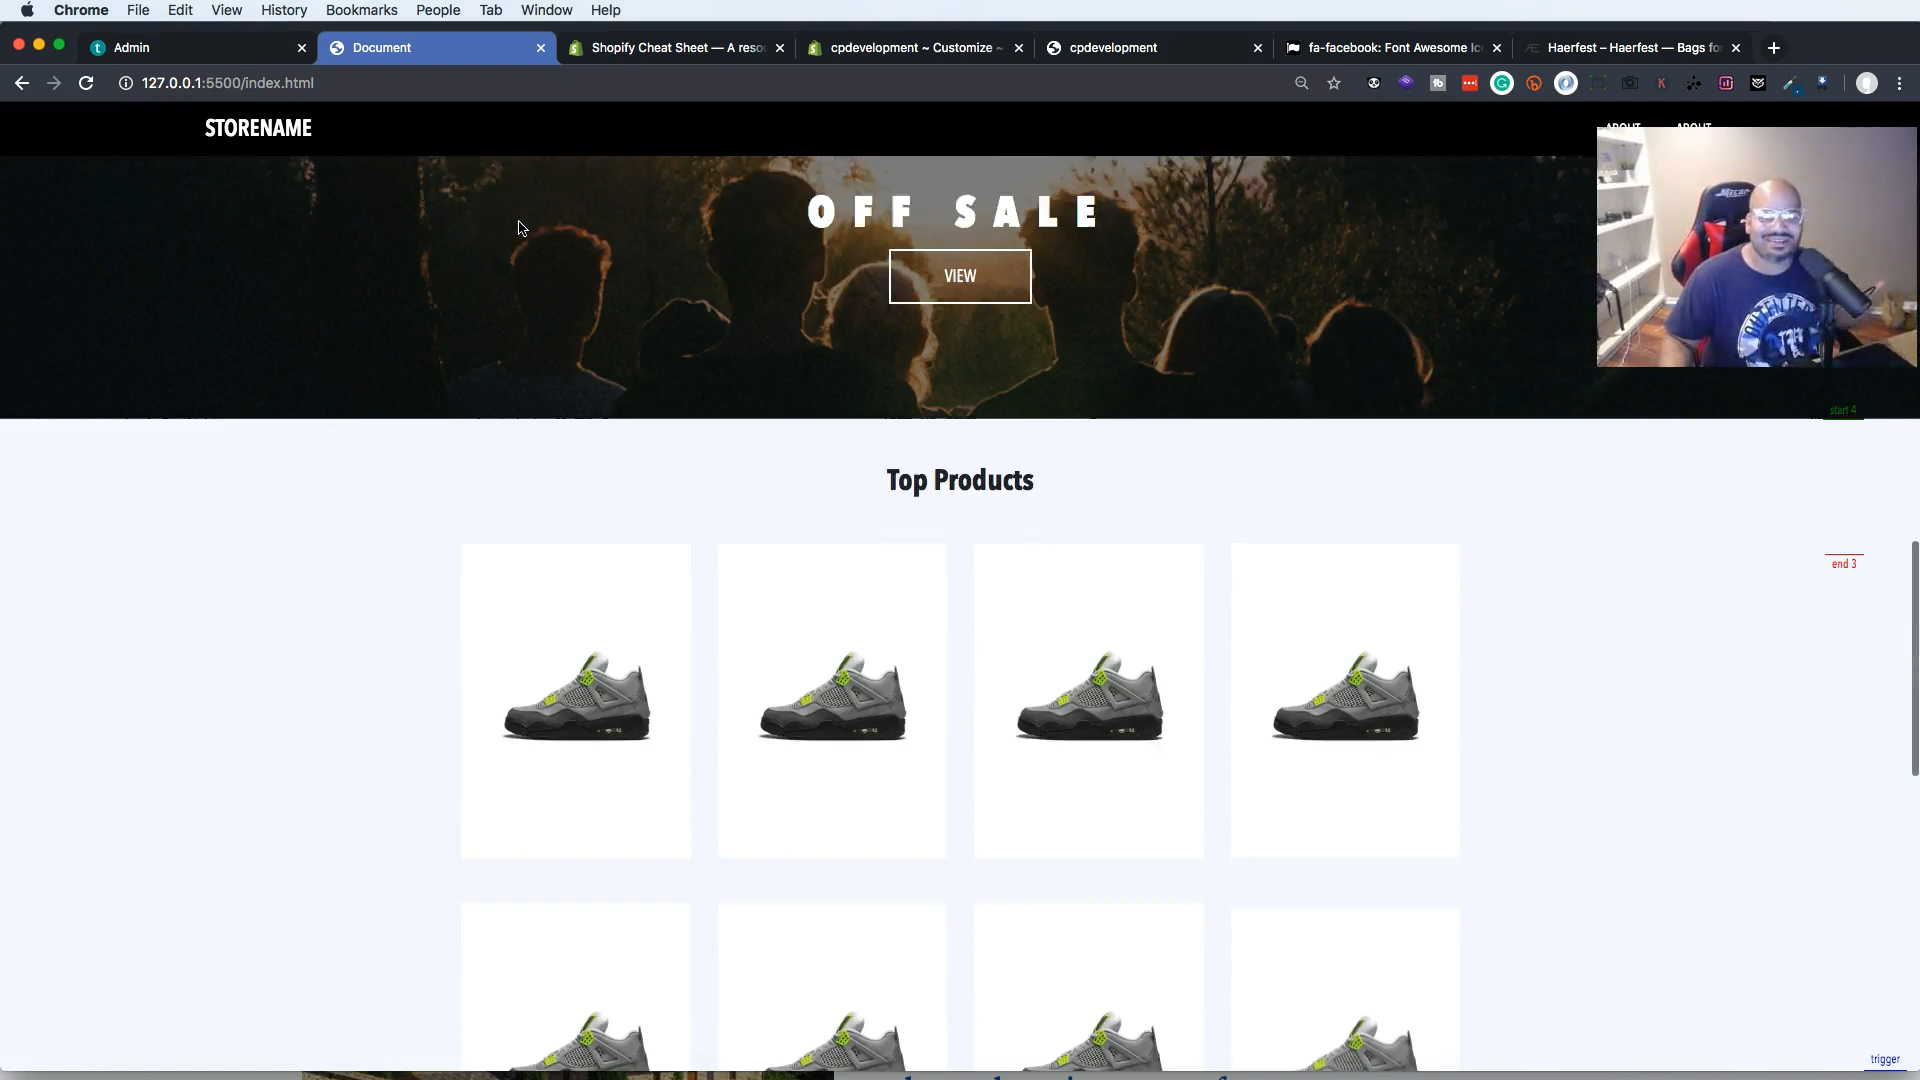 Chrome File Edit View History Bookmarks People Tab Window Help
Admin
Document
Shopify Cheat Sheet — A reso
cpdevelopment ~ Customize ~
cpdevelopment
fa-facebook: Font Awesome Ic
Haerfest – Haerfest — Bags fo
127.0.0.1:5500/index.html
STORENAME
ABOUT ABOUT
OFF SALE
VIEW
start 4
Top Products
end 3
trigger